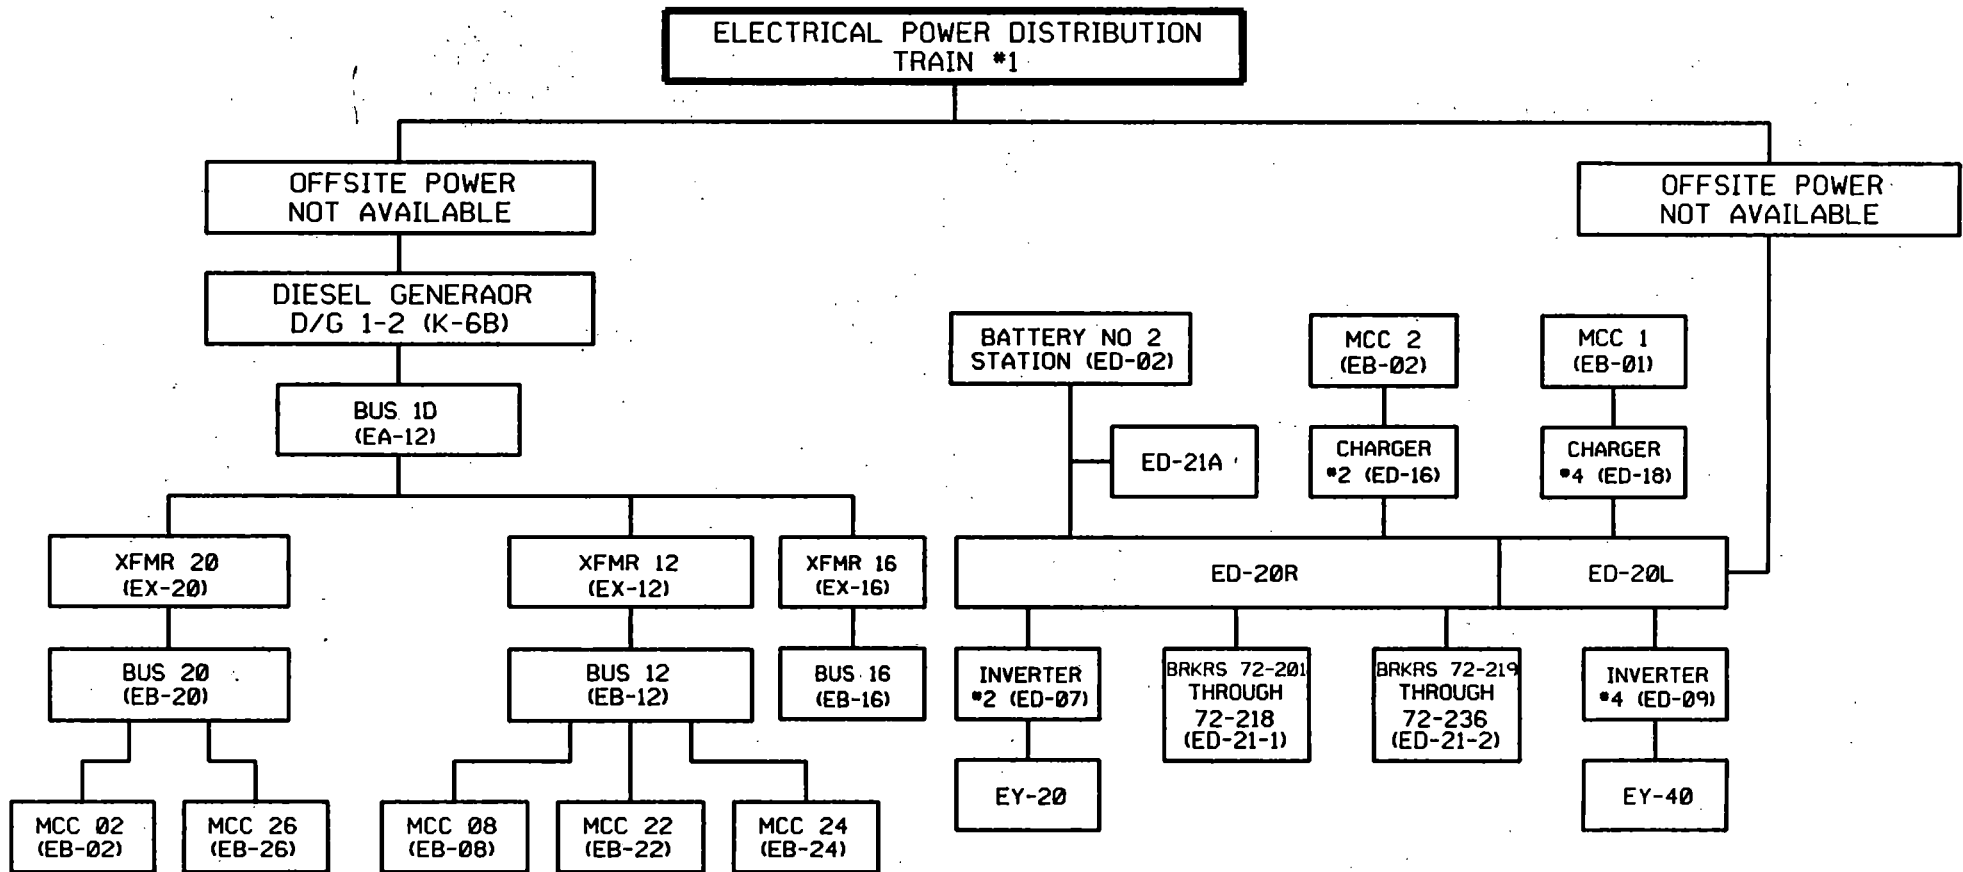 ELECTRICAL POWER DISTRIBUTION
TRAIN #1
OFFSITE POWER
NOT AVAILABLE
OFFSITE POWER
NOT AVAILABLE
DIESEL GENERAOR
D/G 1-2 (K-6B)
BUS 1D
(EA-12)
BATTERY NO 2
STATION (ED-02)
MCC 2
(EB-02)
MCC 1
(EB-01)
ED-21A
CHARGER
#2 (ED-16)
CHARGER
#4 (ED-18)
XFMR 20
(EX-20)
XFMR 12
(EX-12)
XFMR 16
(EX-16)
ED-20R
ED-20L
BUS 20
(EB-20)
BUS 12
(EB-12)
BUS 16
(EB-16)
INVERTER
#2 (ED-07)
BRKRS 72-201
THROUGH
72-218
(ED-21-1)
BRKRS 72-219
THROUGH
72-236
(ED-21-2)
INVERTER
#4 (ED-09)
MCC 02
(EB-02)
MCC 26
(EB-26)
MCC 08
(EB-08)
MCC 22
(EB-22)
MCC 24
(EB-24)
EY-20
EY-40